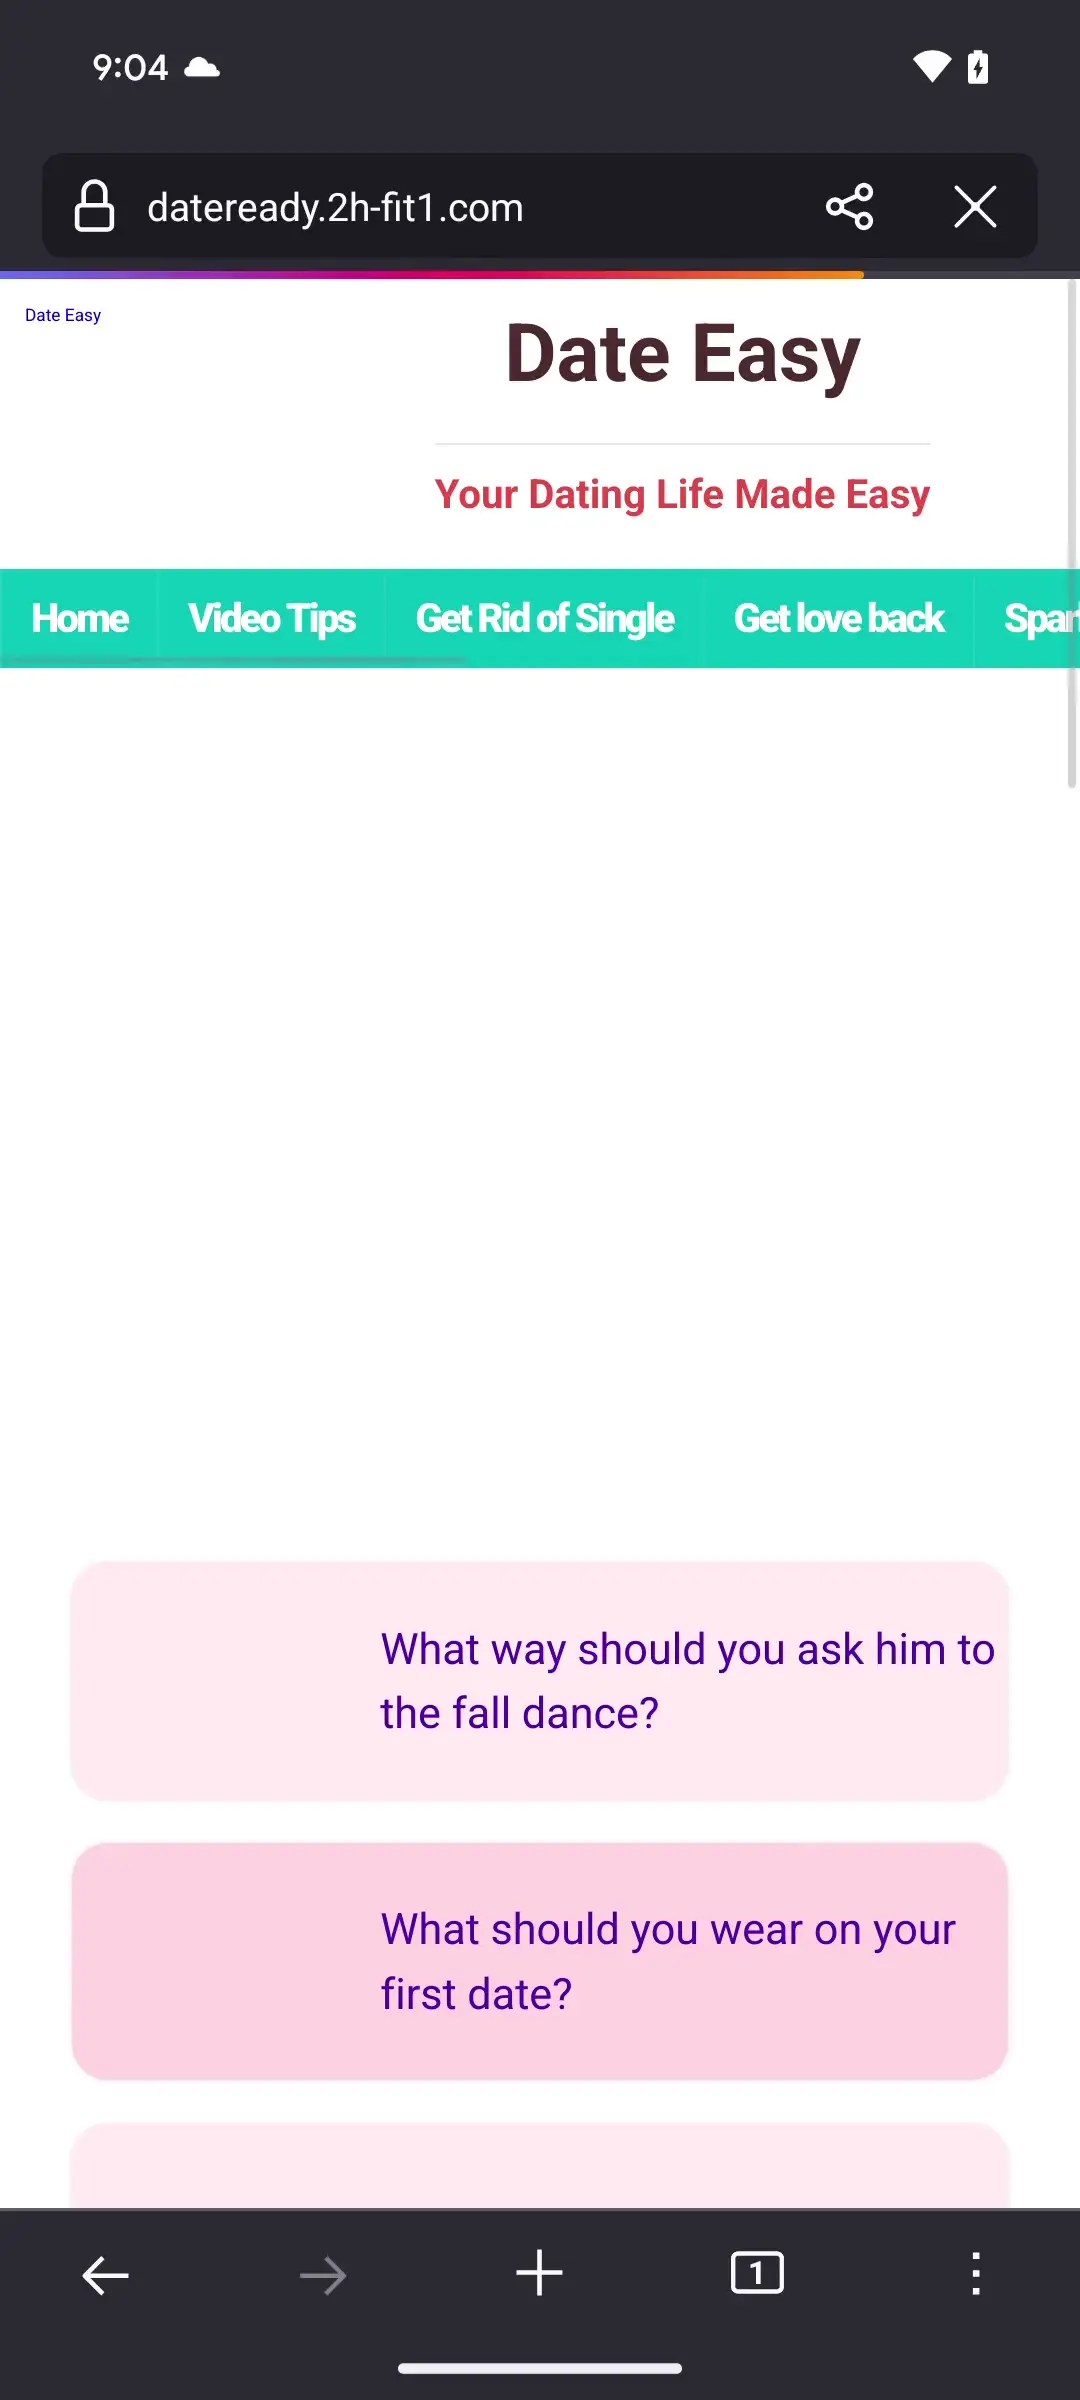 9:04
dateready.2h-fit1.com
Date Easy
Date Easy
Your Dating Life Made Easy
Home Video Tips Get Rid of Single Get love back
What way should you ask him to
the fall dance?
What should you wear on your
first date?
1